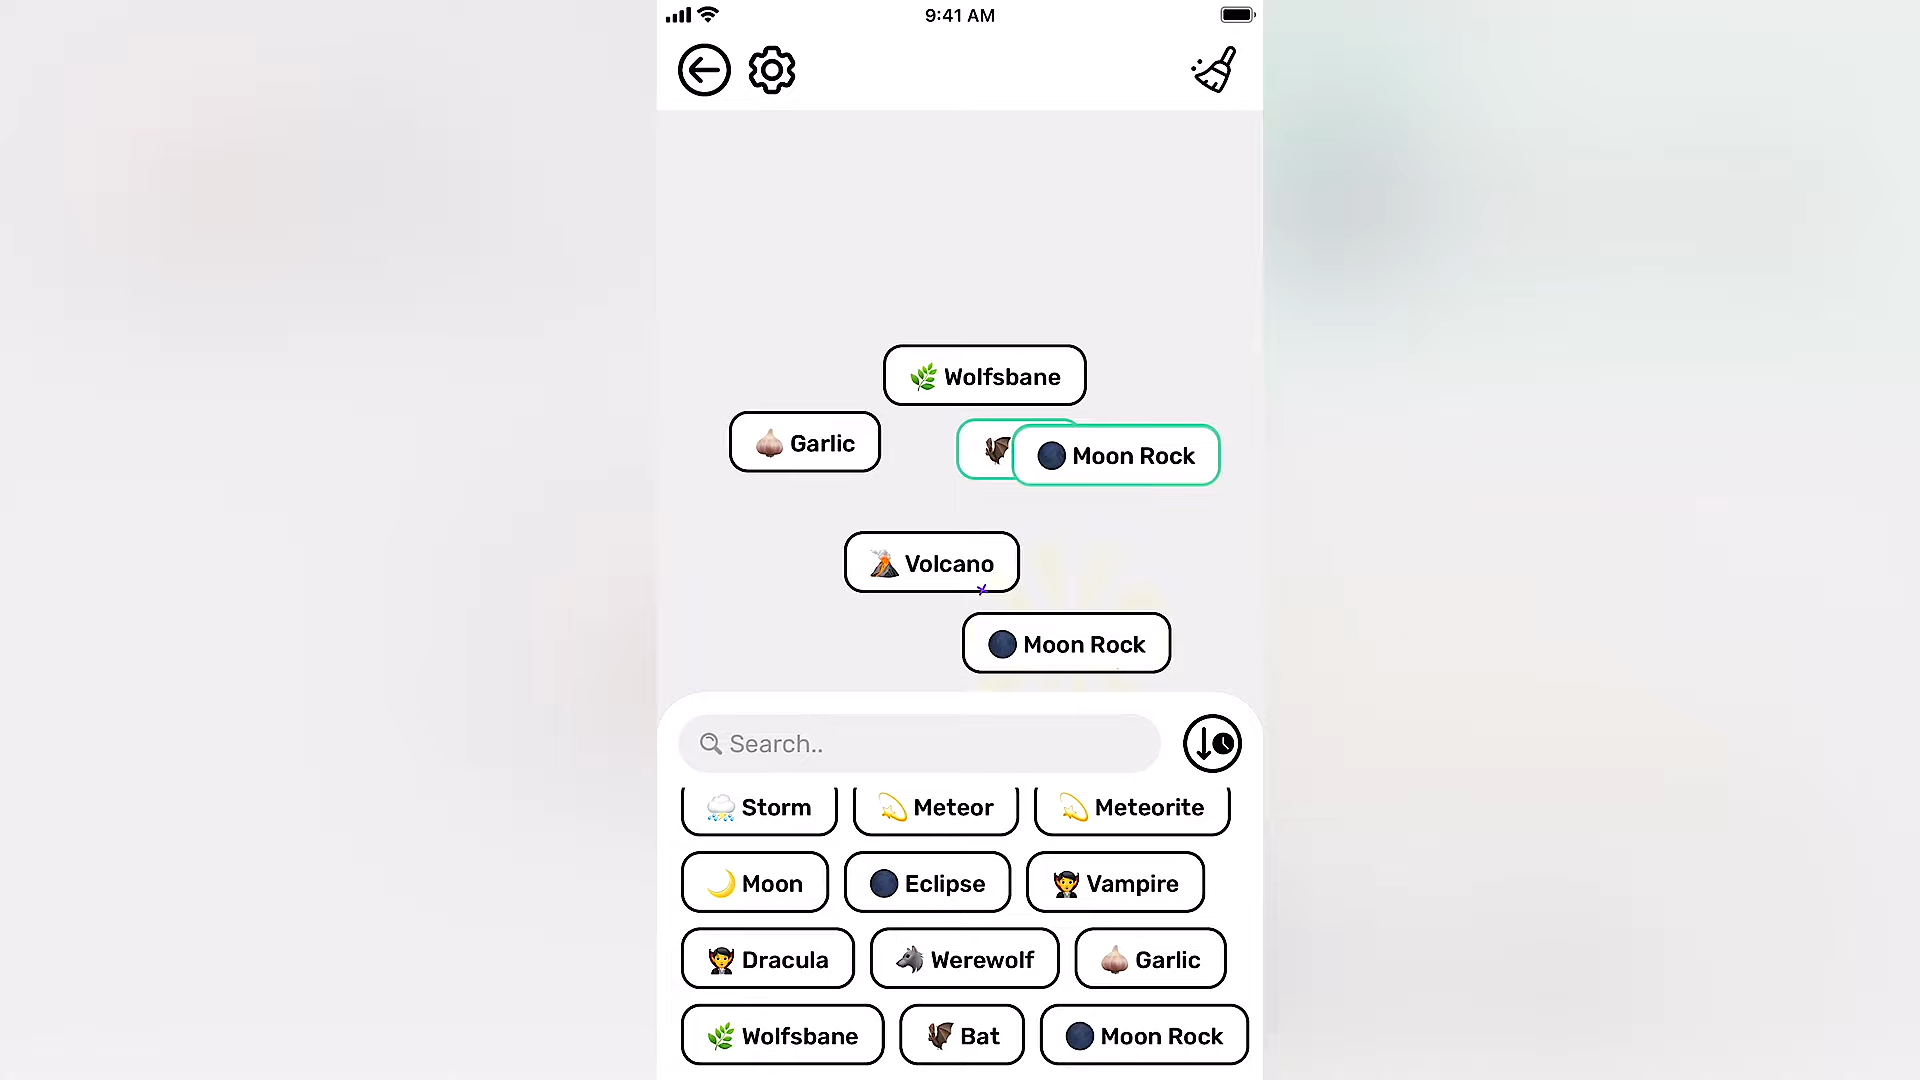 9:41 AM
Wolfsbane
Garlic
Moon Rock
Volcano
Moon Rock
Search..
Storm Meteor Meteorite
Moon Eclipse Vampire
Dracula Werewolf Garlic
Wolfsbane Bat Moon Rock